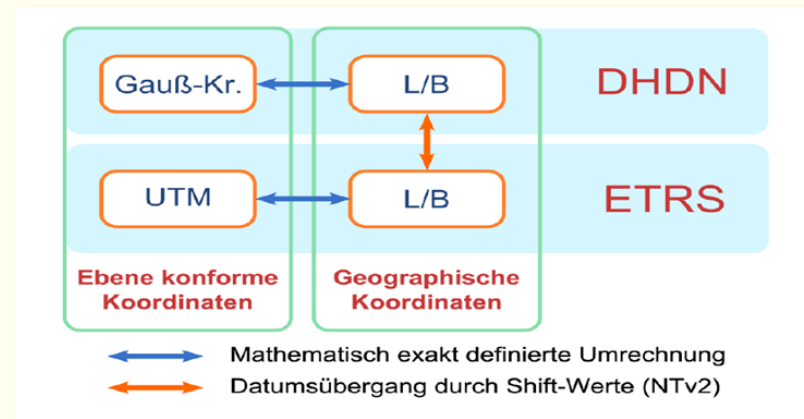 Gauß-Kr.
L/B
DHDN
UTM
L/B
ETRS
Ebene konforme
Koordinaten
Geographische
Koordinaten
Mathematisch exakt definierte Umrechnung
Datumsübergang durch Shift-Werte (NTv2)